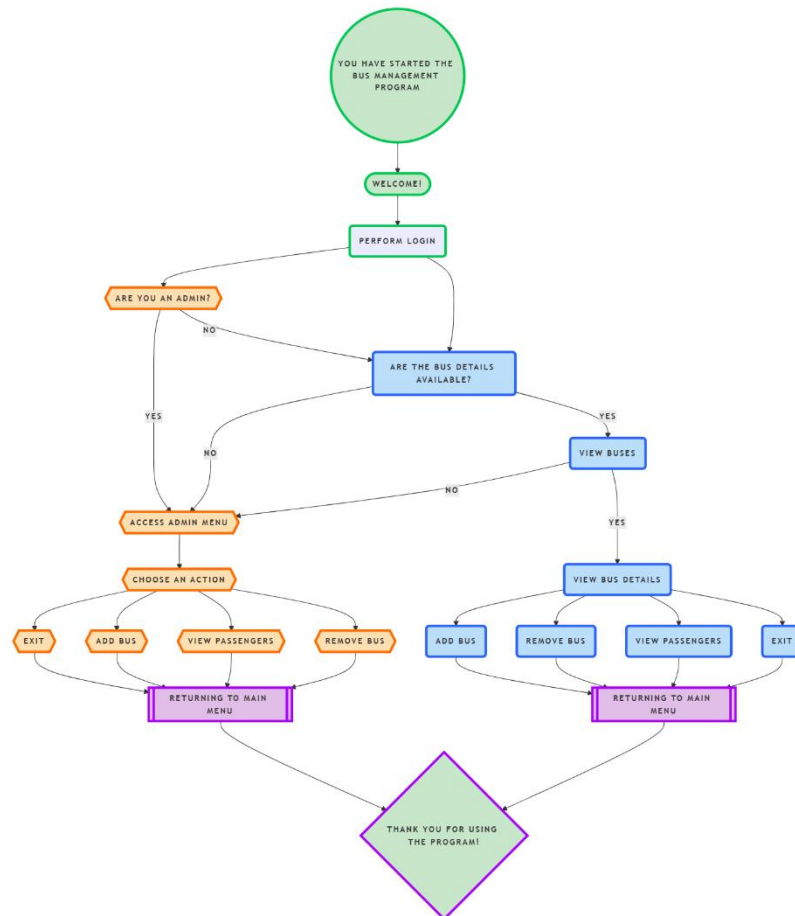 YOU HAVE STARTED THE
BUS MANAGEMENT
PROGRAM
WELCOME!
PERFORM LOGIN
ARE YOU AN ADMIN?
NO
ARE THE BUS DETAILS
AVAILABLE?
YES
YES
NO
VIEW BUSES
NO
ACCESS ADMIN MENU
YES
CHOOSE AN ACTION
VIEW BUS DETAILS
EXIT
ADD BUS
VIEW PASSENGERS
REMOVE BUS
ADD BUS
REMOVE BUS
VIEW PASSENGERS
EXIT
RETURNING TO MAIN
MENU
RETURNING TO MAIN
MENU
THANK YOU FOR USING
THE PROGRAM!